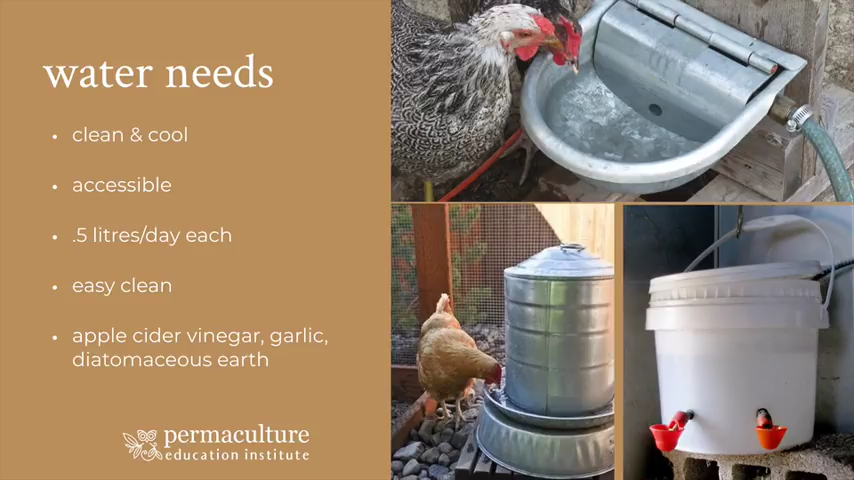 water needs
• clean & cool
• accessible
• .5 litres/day each
• easy clean
• apple cider vinegar, garlic,
diatomaceous earth
permaculture
education institute